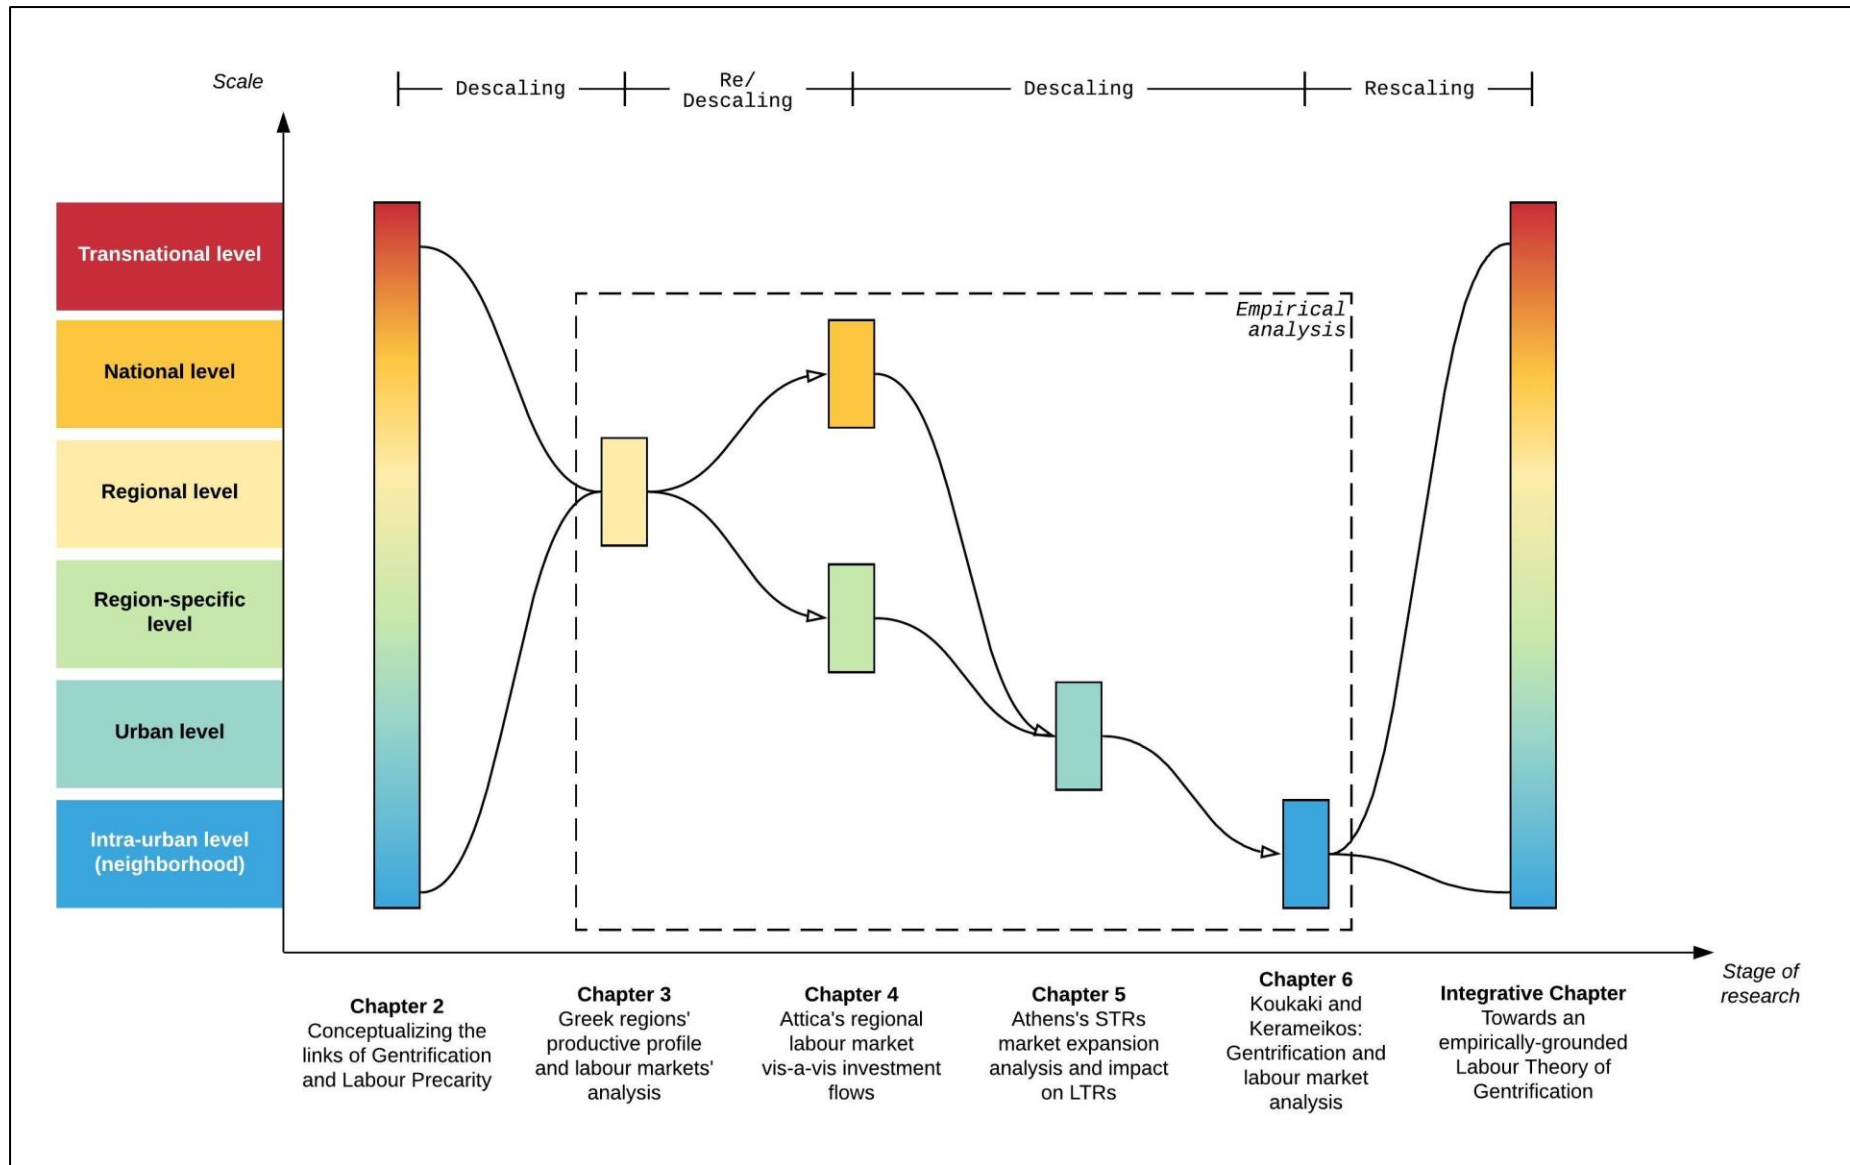 Scale
Descaling
Re/
Descaling
Descaling
Rescaling
Transnational level
National level
Regional level
Region-specific
level
Urban level
Intra-urban level
(neighborhood)
Empirical
analysis
Stage of
research
Chapter 2
Conceptualizing the
links of Gentrification
and Labour Precarity
Chapter 3
Greek regions'
productive profile
and labour markets'
analysis
Chapter 4
Attica's regional
labour market
vis-a-vis investment
flows
Chapter 5
Athens's STRs
market expansion
analysis and impact
on LTRs
Chapter 6
Koukaki and
Kerameikos:
Gentrification and
labour market
analysis
Integrative Chapter
Towards an
empirically-grounded
Labour Theory of
Gentrification